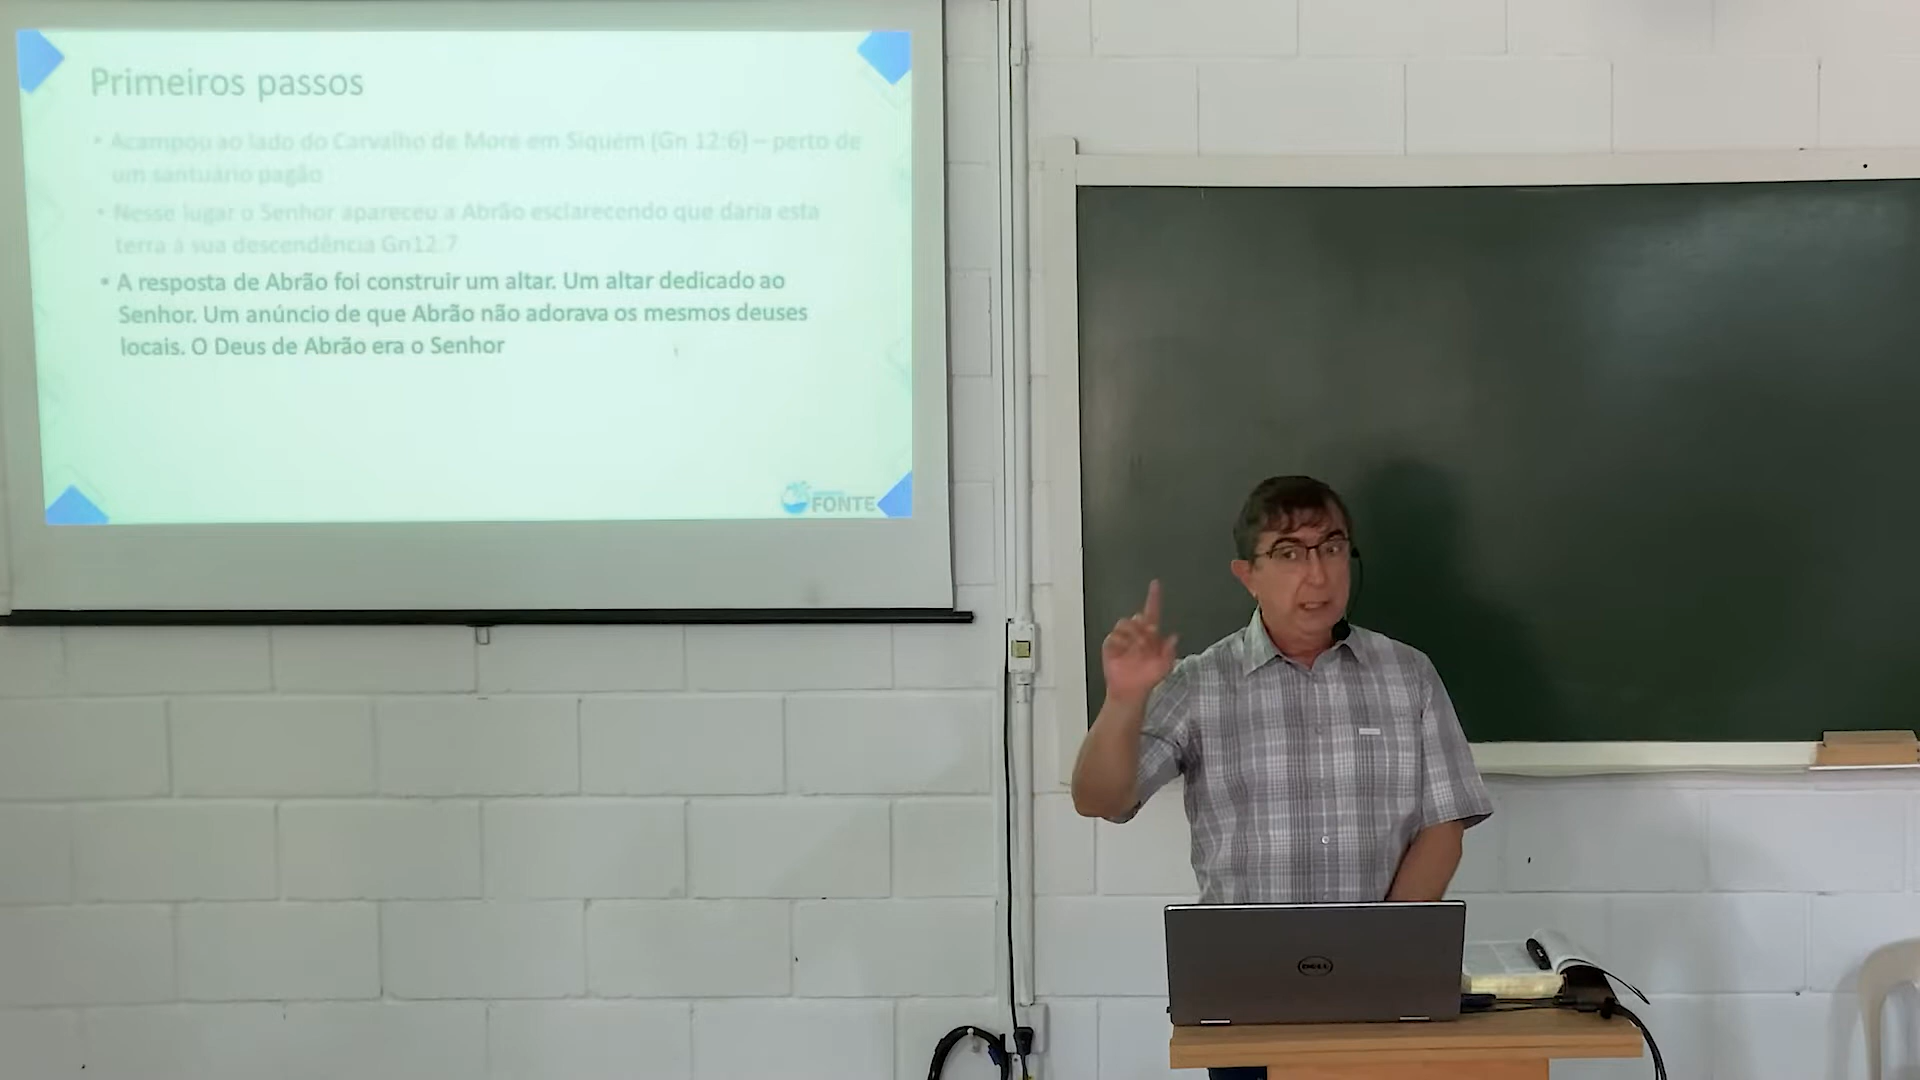 Primeiros passos
• Acampou ao lado do Carvalho de Moré em Siquém (Gn 12:6) – perto de
um santuário pagão
• Nesse lugar o Senhor apareceu a Abrão esclarecendo que daria esta
terra à sua descendência Gn12:7
• A resposta de Abrão foi construir um altar. Um altar dedicado ao
Senhor. Um anúncio de que Abrão não adorava os mesmos deuses
locais. O Deus de Abrão era o Senhor
FONTE
DELL